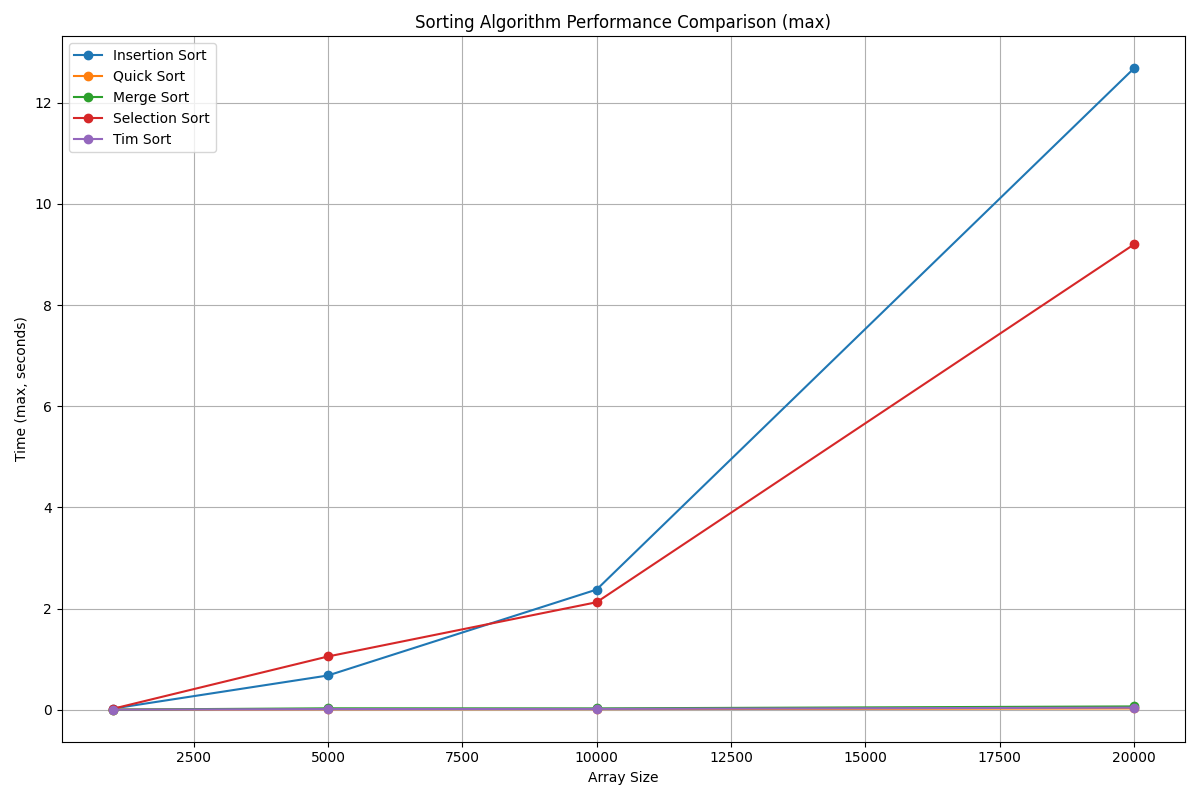 Sorting Algorithm Performance Comparison (max)
Insertion Sort
Quick Sort
Merge Sort
Selection Sort
Tim Sort
Time (max, seconds)
12
10
8
6
4
2
0
2500 5000 7500 10000 12500 15000 17500 20000
Array Size